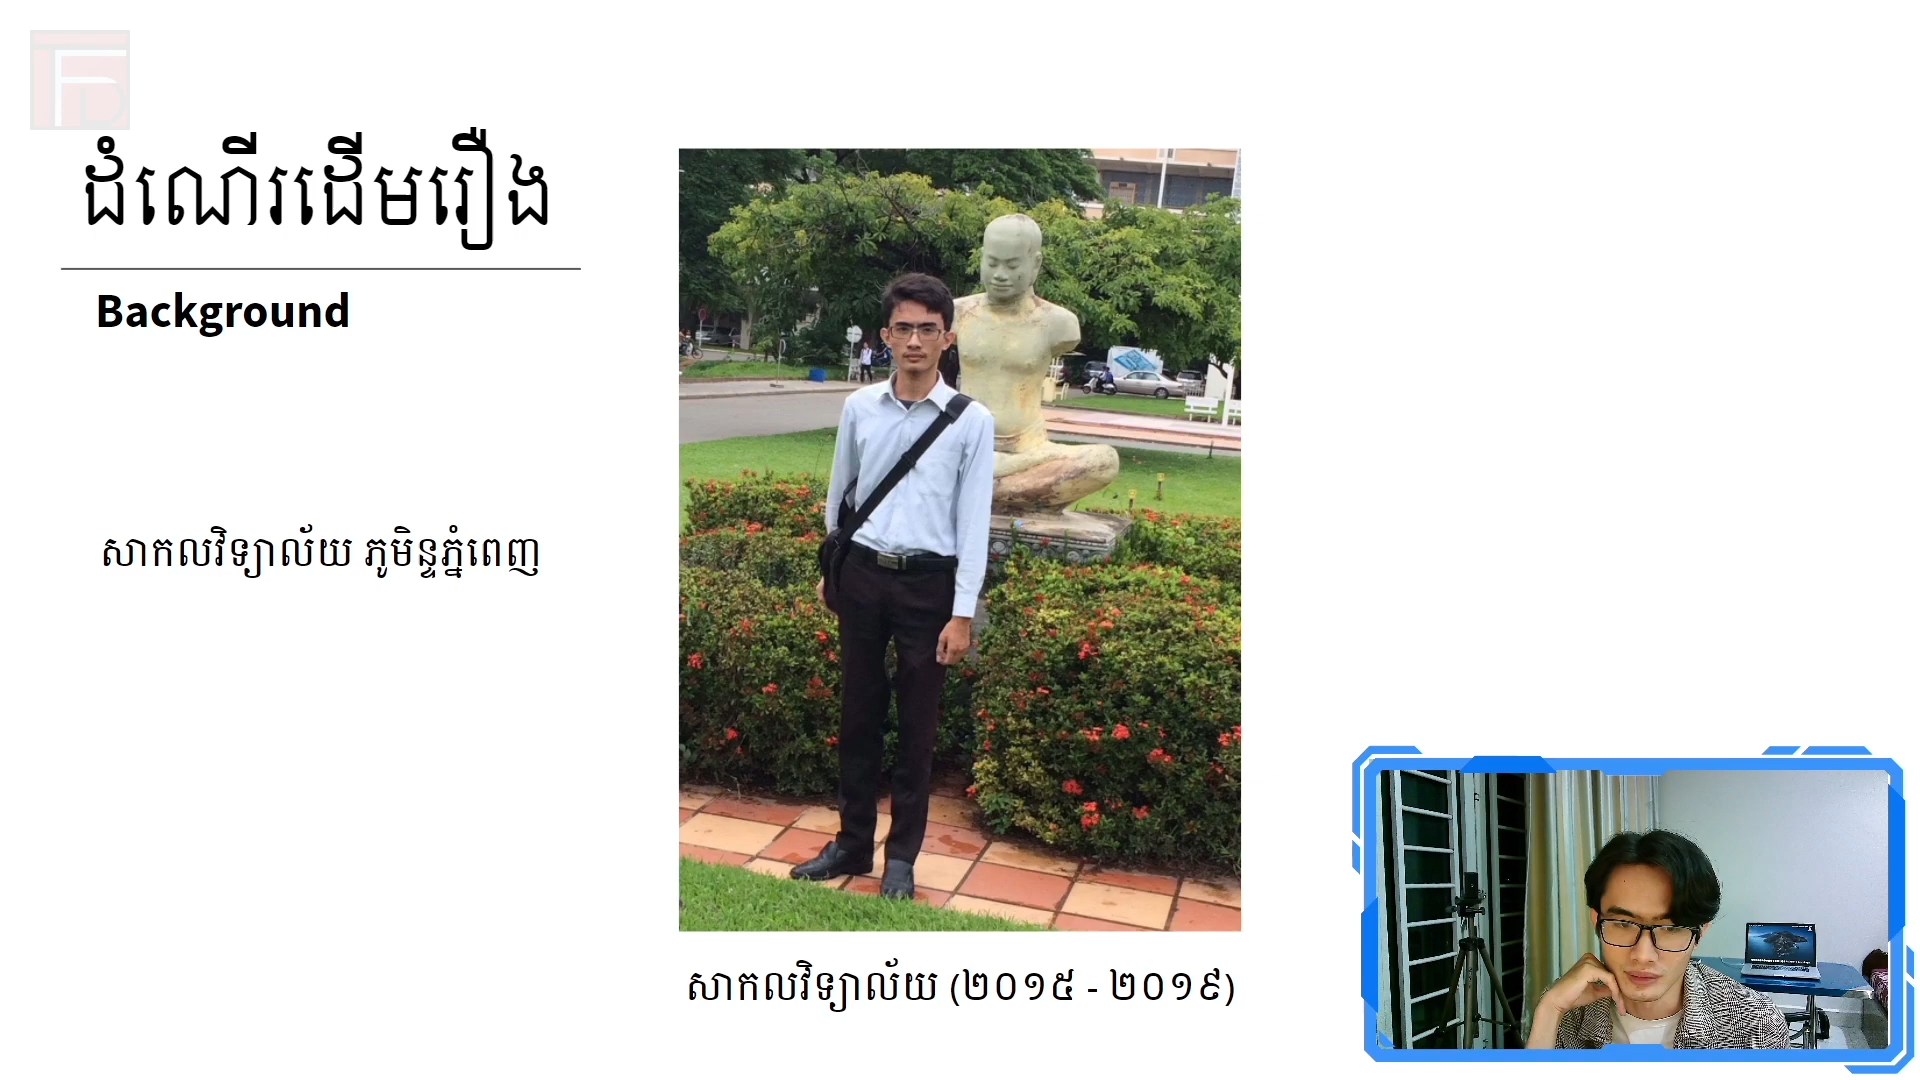 ដំណើរដើមរឿង
Background
សាកលវិទ្យាល័យ ភូមិន្ទភ្នំពេញ
សាកលវិទ្យាល័យ (២០១៥ - ២០១៩)